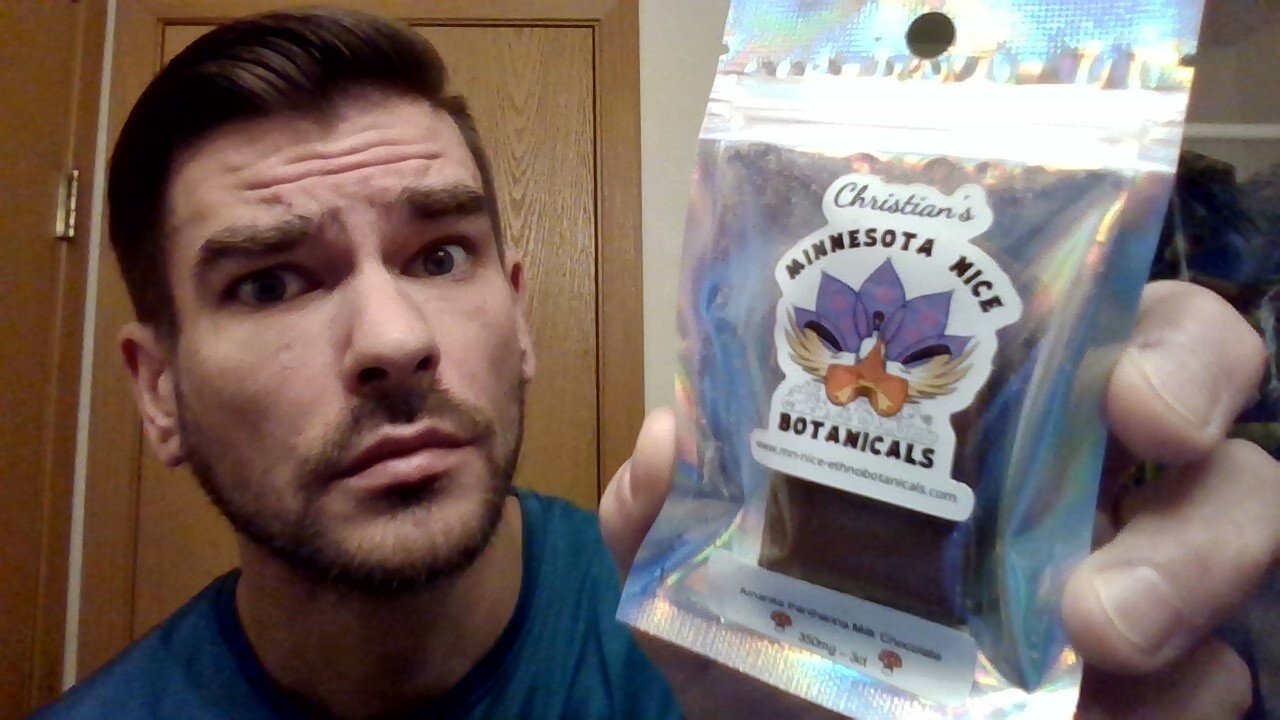 Christian's
MINNESOTA NICE
BOTANICALS
www.mn-nice-ethnobotanicals.com
Amanita Pantherina Milk Chocolate
350mg - 3ct